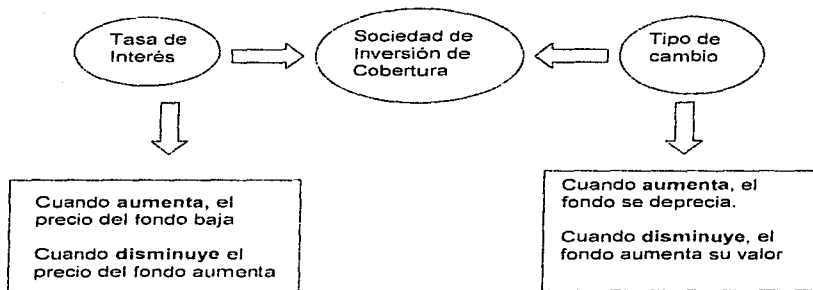 Tasa de
Interés
Sociedad de
Inversión de
Cobertura
Tipo de
cambio
Cuando aumenta, el
precio del fondo baja
Cuando disminuye el
precio del fondo aumenta
Cuando aumenta, el
fondo se deprecia.
Cuando disminuye, el
fondo aumenta su valor